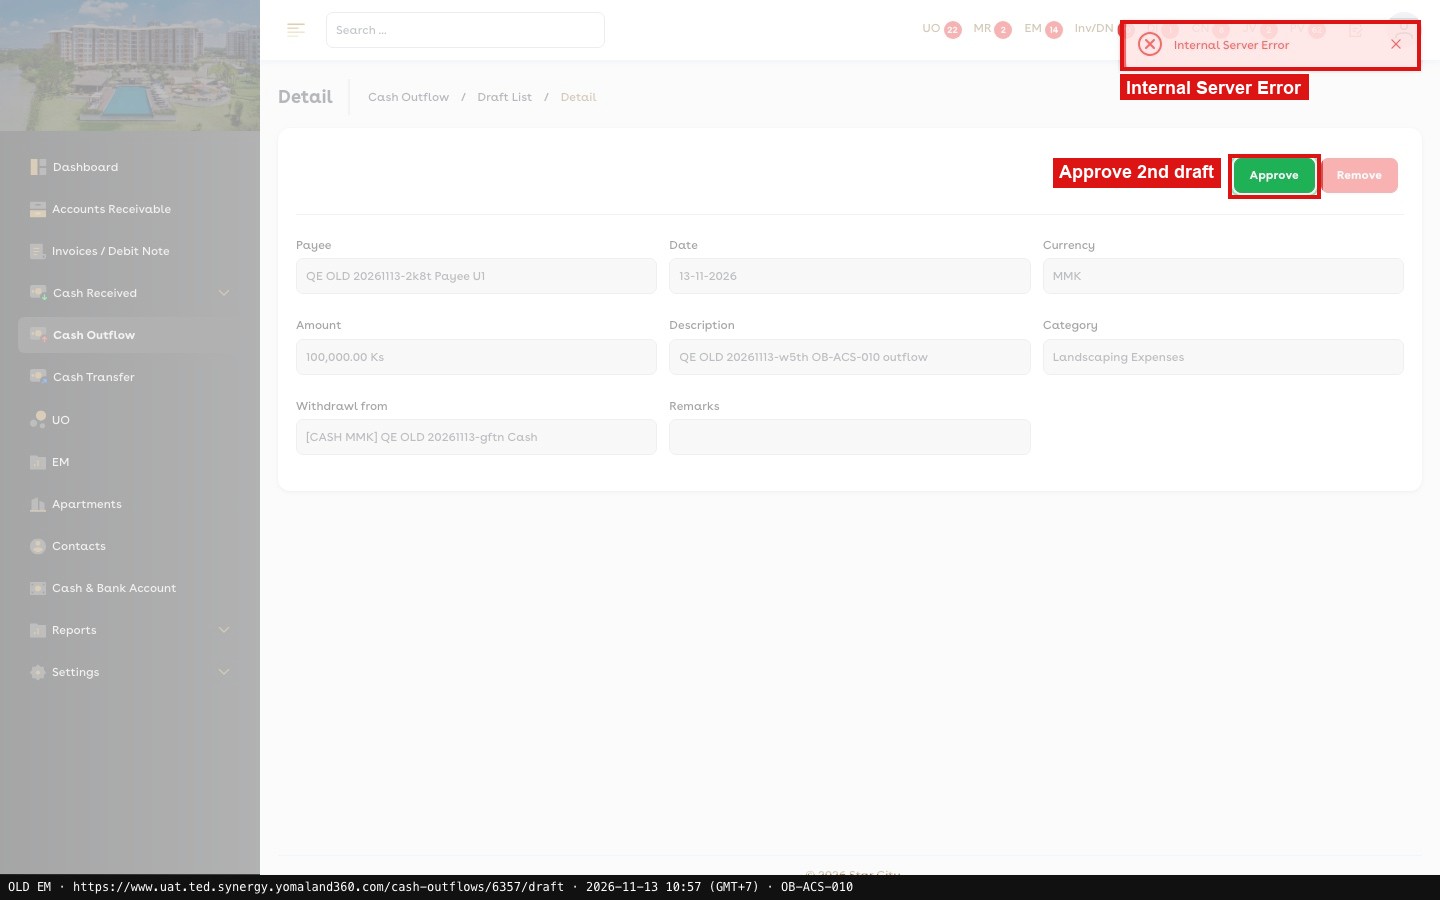 Search ...
UO 22 MR 2 EM 14 Inv/DN
Internal Server Error
Internal Server Error
Detail Cash Outflow / Draft List / Detail
Approve 2nd draft Approve Remove
Dashboard
Accounts Receivable
Invoices / Debit Note
Cash Received
Cash Outflow
Cash Transfer
UO
EM
Apartments
Contacts
Cash & Bank Account
Reports
Settings
Payee Date Currency
QE OLD 20261113-2k8t Payee U1 13-11-2026 MMK
Amount Description Category
100,000.00 Ks QE OLD 20261113-w5th OB-ACS-010 outflow Landscaping Expenses
Withdrawl from Remarks
[CASH MMK] QE OLD 20261113-gftn Cash
© 2026 Star City
OLD EM · https://www.uat.ted.synergy.yomaland360.com/cash-outflows/6357/draft · 2026-11-13 10:57 (GMT+7) · OB-ACS-010